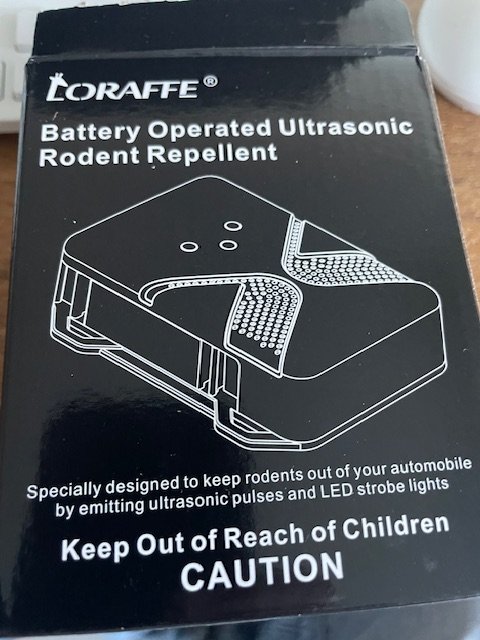 LORAFFE®
Battery Operated Ultrasonic
Rodent Repellent
Specially designed to keep rodents out of your automobile
by emitting ultrasonic pulses and LED strobe lights
Keep Out of Reach of Children
CAUTION